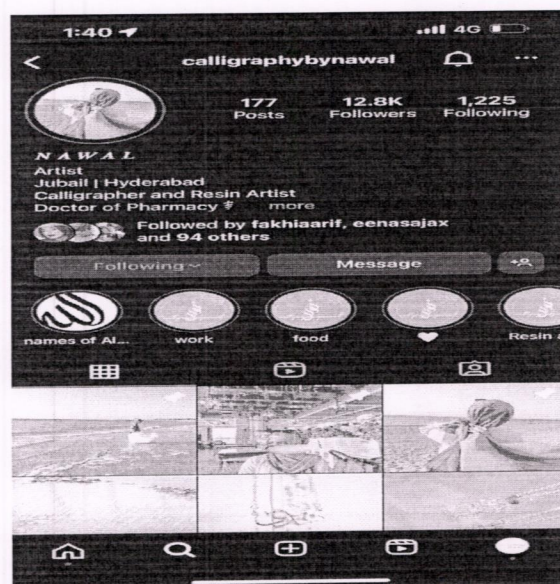 1:40 4G
calligraphybynawal
177 12.8K 1,225
Posts Followers Following
NAWAL
Artist
Jubail | Hyderabad
Calligrapher and Resin Artist
Doctor of Pharmacy more
Followed by fakhiaarif, eenasajax
and 94 others
Following Message
names of Al... work food Resin